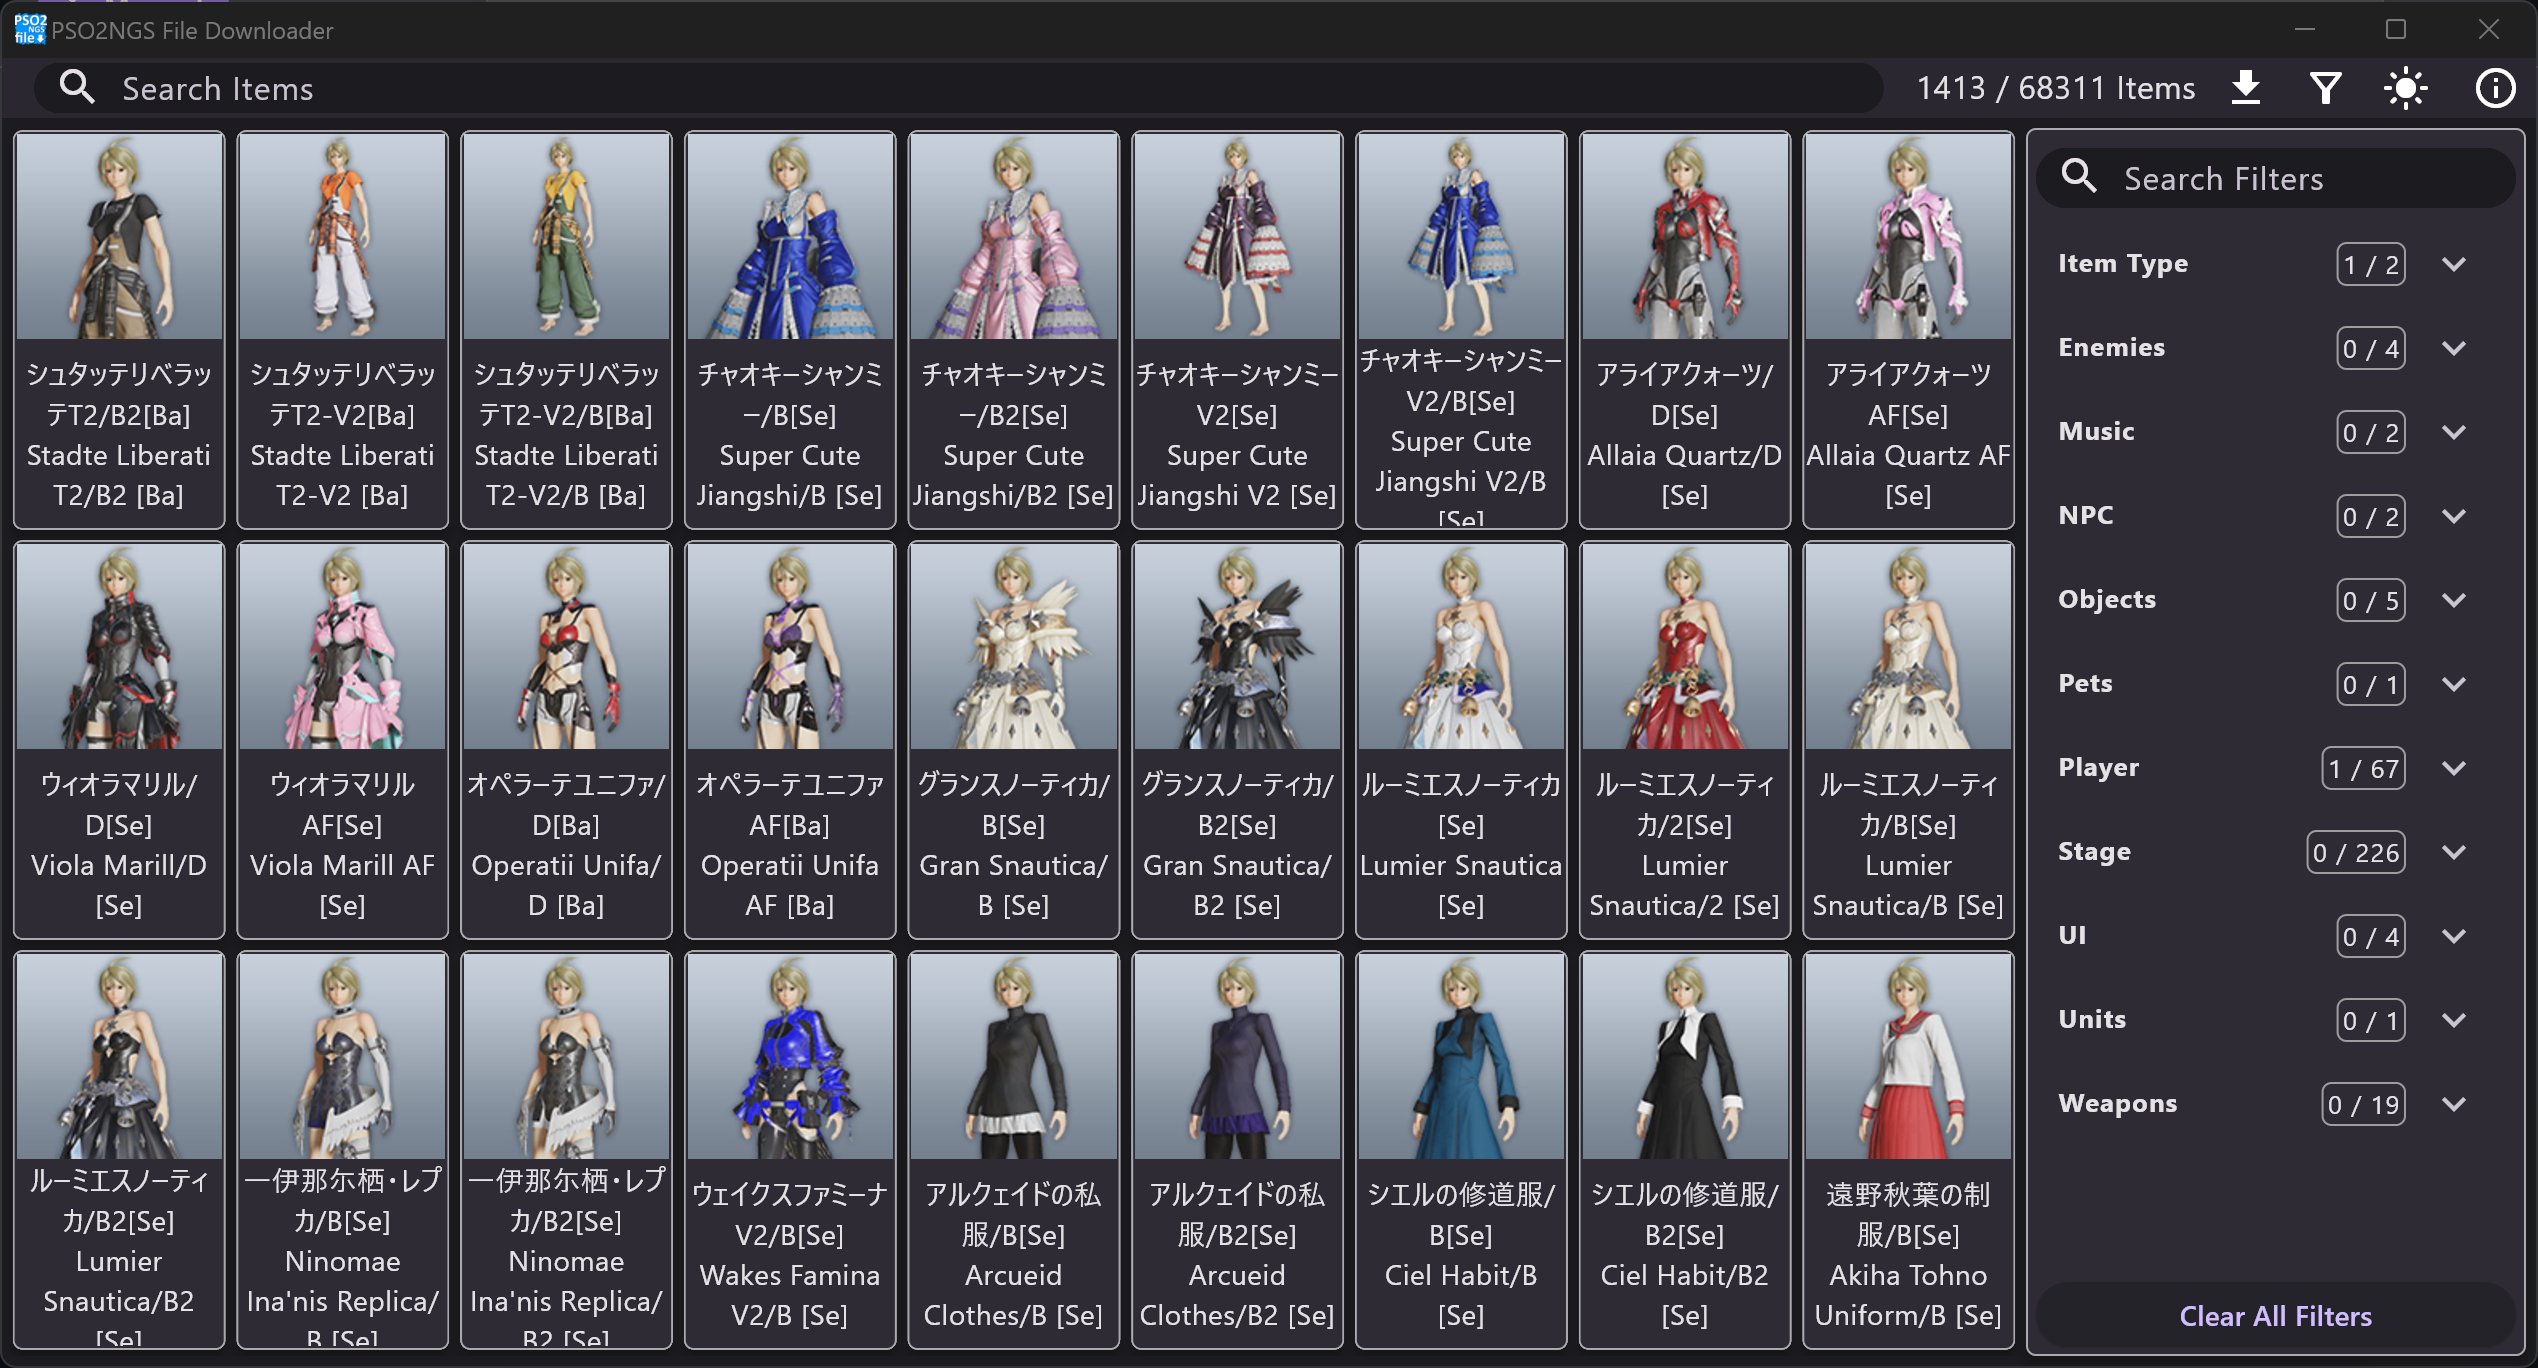 PSO2
NGS
file
PSO2NGS File Downloader
Search Items
1413 / 68311 Items
シュタッテリベラッ
テT2/B2[Ba]
Stadte Liberati
T2/B2 [Ba]
シュタッテリベラッ
テT2-V2[Ba]
Stadte Liberati
T2-V2 [Ba]
シュタッテリベラッ
テT2-V2/B[Ba]
Stadte Liberati
T2-V2/B [Ba]
チャオキーシャンミ
ー/B[Se]
Super Cute
Jiangshi/B [Se]
チャオキーシャンミ
ー/B2[Se]
Super Cute
Jiangshi/B2 [Se]
チャオキーシャンミー
V2[Se]
Super Cute
Jiangshi V2 [Se]
チャオキーシャンミー
V2/B[Se]
Super Cute
Jiangshi V2/B
[Se]
アライアクォーツ/
D[Se]
Allaia Quartz/D
[Se]
アライアクォーツ
AF[Se]
Allaia Quartz AF
[Se]
ウィオラマリル/
D[Se]
Viola Marill/D
[Se]
ウィオラマリル
AF[Se]
Viola Marill AF
[Se]
オペラーテユニファ/
D[Ba]
Operatii Unifa/
D [Ba]
オペラーテユニファ
AF[Ba]
Operatii Unifa
AF [Ba]
グランスノーティカ/
B[Se]
Gran Snautica/
B [Se]
グランスノーティカ/
B2[Se]
Gran Snautica/
B2 [Se]
ルーミエスノーティカ
[Se]
Lumier Snautica
[Se]
ルーミエスノーティ
カ/2[Se]
Lumier
Snautica/2 [Se]
ルーミエスノーティ
カ/B[Se]
Lumier
Snautica/B [Se]
ルーミエスノーティ
カ/B2[Se]
Lumier
Snautica/B2
[Se]
一伊那尓栖・レプリ
カ/B[Se]
Ninomae
Ina'nis Replica/
B [Se]
一伊那尓栖・レプリ
カ/B2[Se]
Ninomae
Ina'nis Replica/
B2 [Se]
ウェイクスファミーナ
V2/B[Se]
Wakes Famina
V2/B [Se]
アルクェイドの私
服/B[Se]
Arcueid
Clothes/B [Se]
アルクェイドの私
服/B2[Se]
Arcueid
Clothes/B2 [Se]
シエルの修道服/
B[Se]
Ciel Habit/B
[Se]
シエルの修道服/
B2[Se]
Ciel Habit/B2
[Se]
遠野秋葉の制
服/B[Se]
Akiha Tohno
Uniform/B [Se]
Search Filters
Item Type 1 / 2
Enemies 0 / 4
Music 0 / 2
NPC 0 / 2
Objects 0 / 5
Pets 0 / 1
Player 1 / 67
Stage 0 / 226
UI 0 / 4
Units 0 / 1
Weapons 0 / 19
Clear All Filters